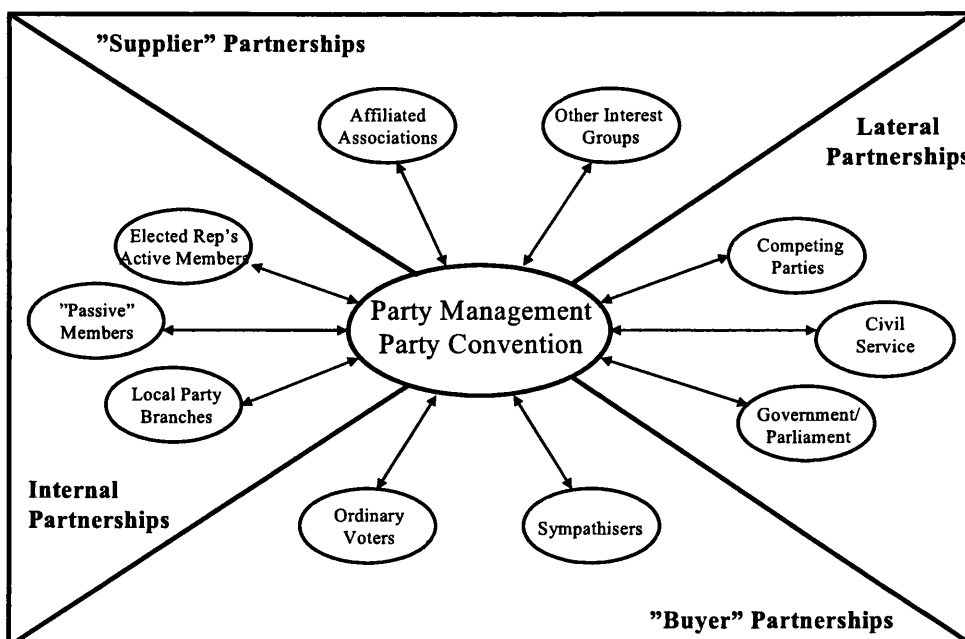 ”Supplier” Partnerships
Affiliated
Associations
Other Interest
Groups
Lateral
Partnerships
Elected Rep's
Active Members
Competing
Parties
”Passive”
Members
Party Management
Party Convention
Civil
Service
Local Party
Branches
Government/
Parliament
Internal
Partnerships
Ordinary
Voters
Sympathisers
”Buyer” Partnerships